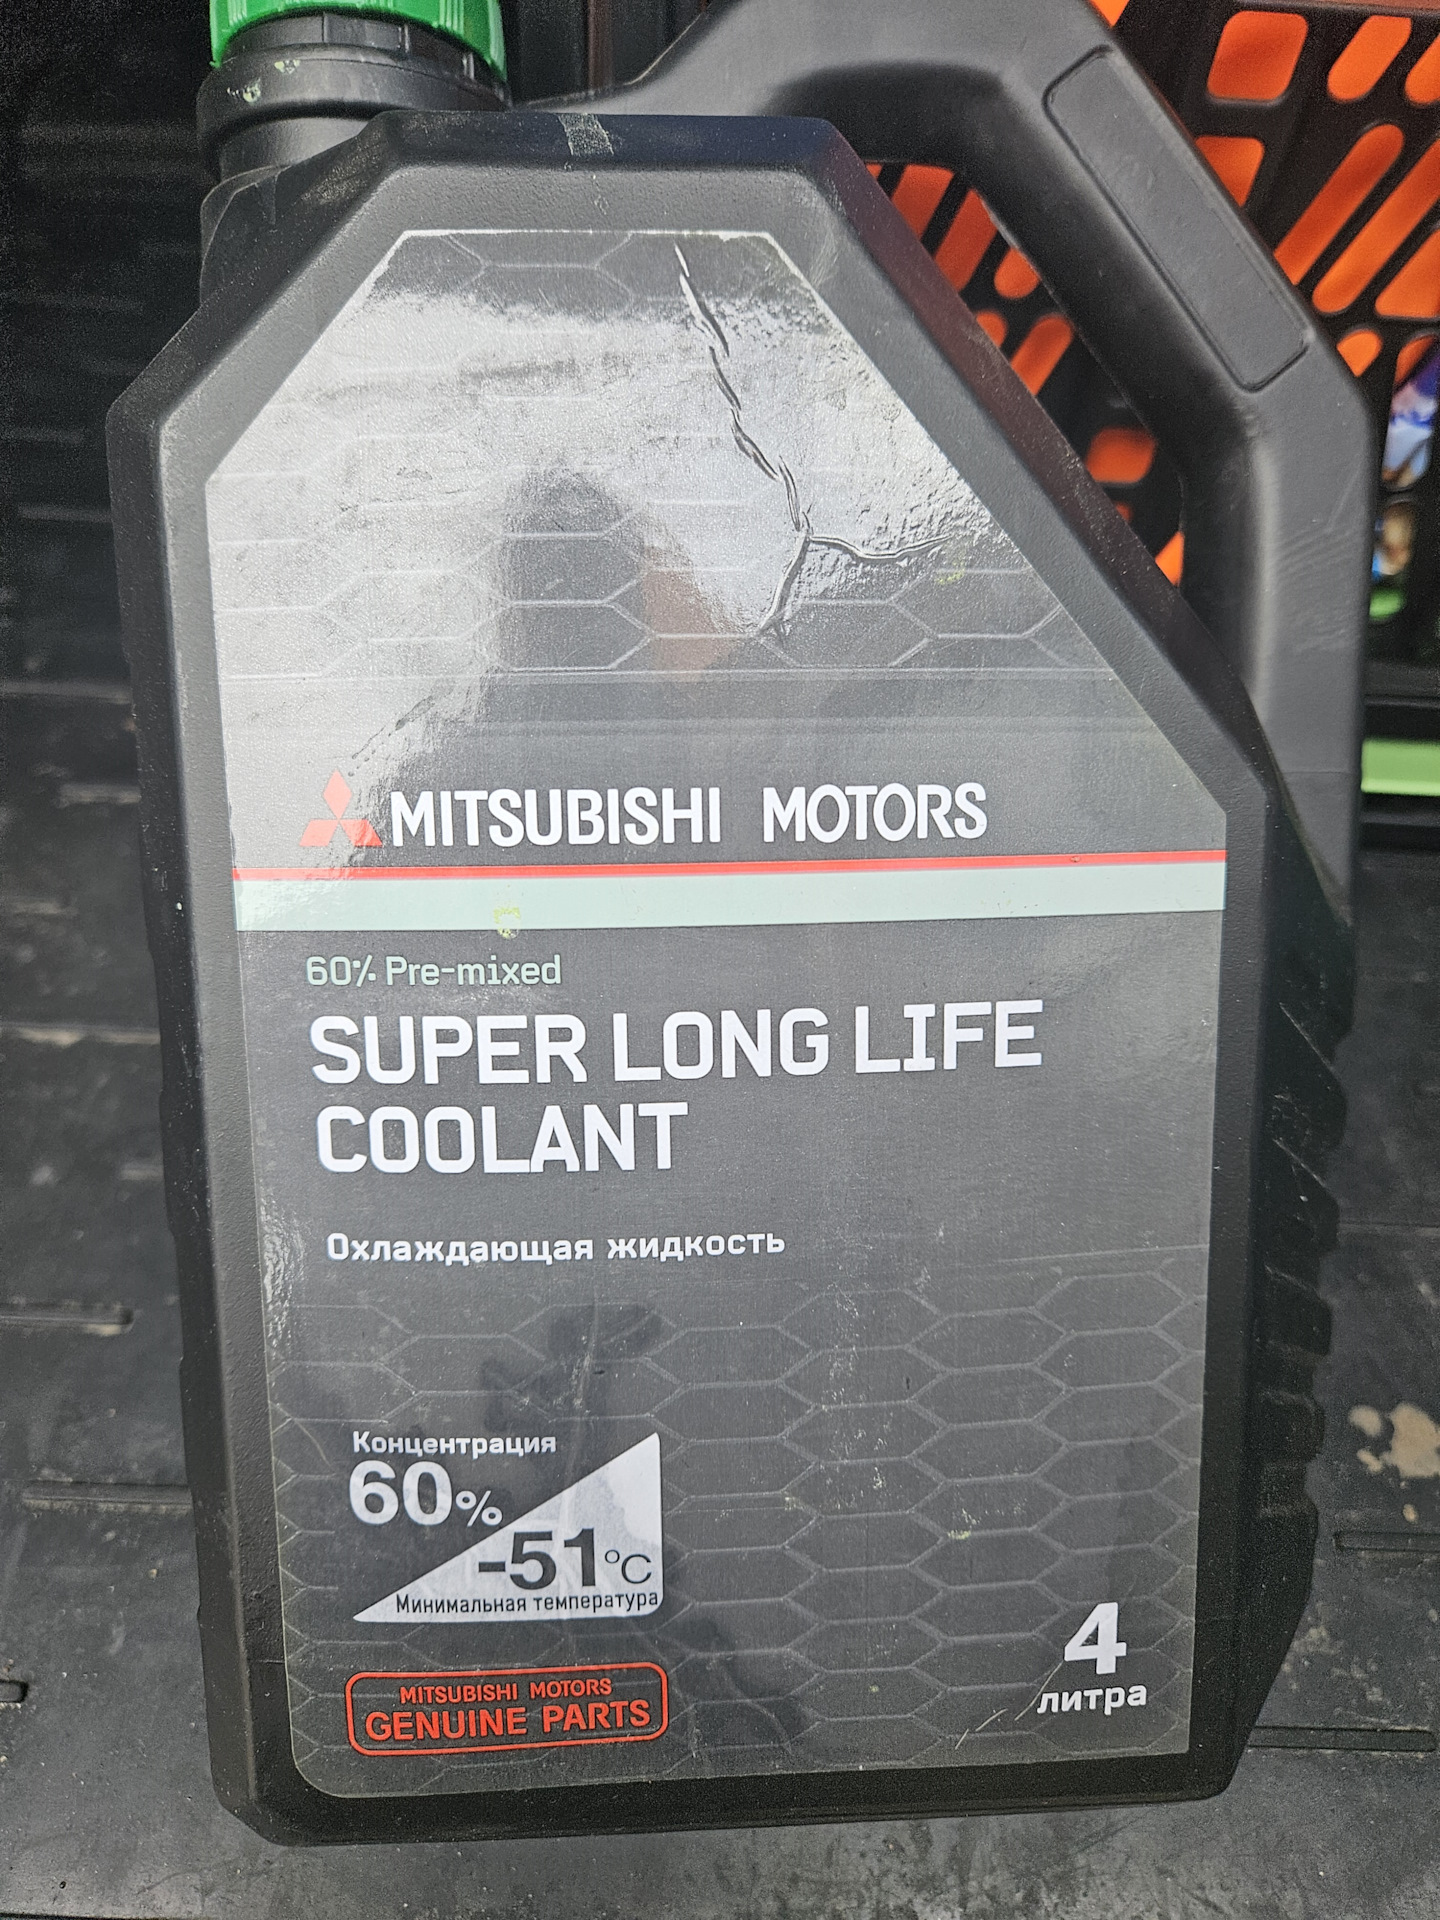 MITSUBISHI MOTORS
60% Pre-mixed
SUPER LONG LIFE
COOLANT
Охлаждающая жидкость
Концентрация
60%
-51°C
Минимальная температура
4
литра
MITSUBISHI MOTORS
GENUINE PARTS